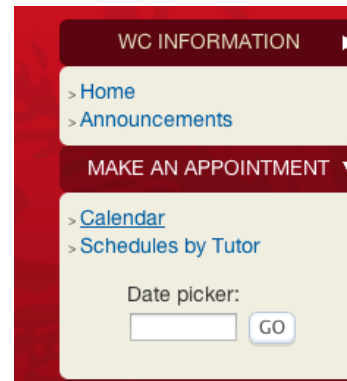 WC INFORMATION
> Home
> Announcements
MAKE AN APPOINTMENT
> Calendar
> Schedules by Tutor
Date picker:
GO